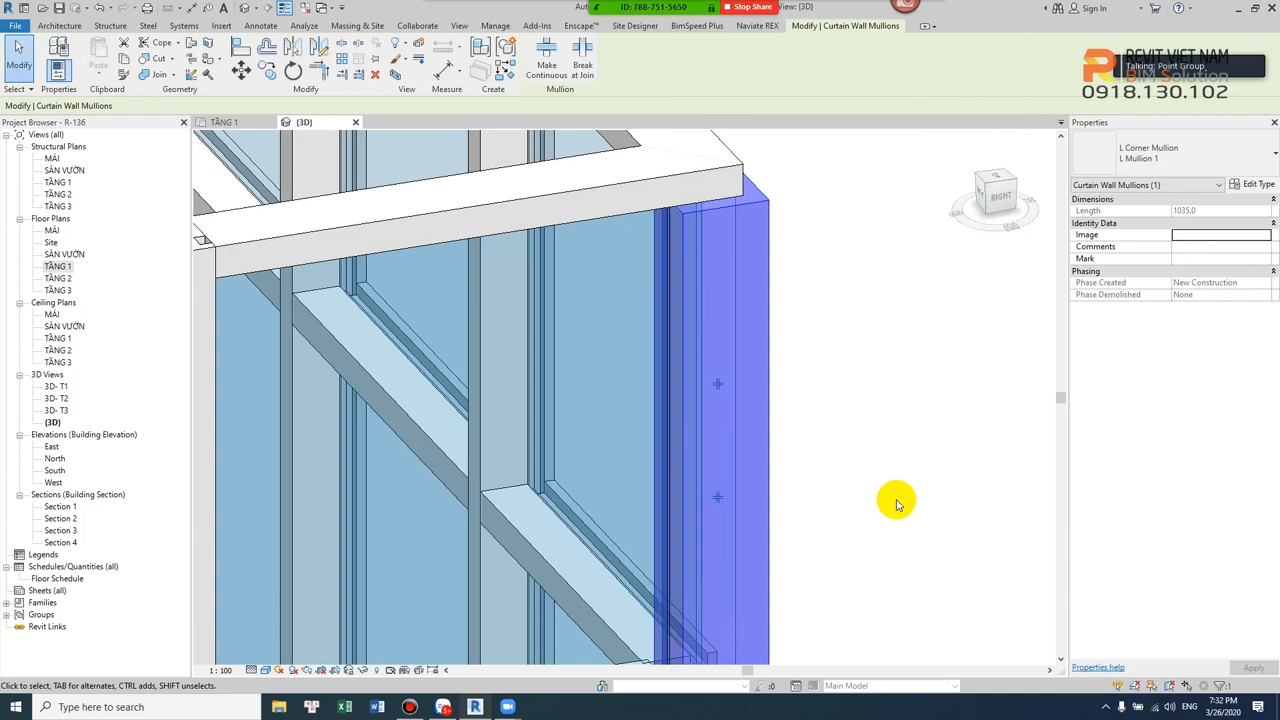 Auto
ID: 788-751-5650
Stop Share
View: {3D}
Sign In
File Architecture Structure Steel Systems Insert Annotate Analyze Massing & Site Collaborate View Manage Add-Ins Enscape™ Site Designer BimSpeed Plus Naviate REX Modify | Curtain Wall Mullions
Modify
Paste
Cope
Cut
Join
Make Continuous
Break at Join
Select Properties Clipboard Geometry Modify View Measure Create Mullion
REVIT VIET NAM
BIM Solution
0918.130.102
Talking: Point Group
Modify | Curtain Wall Mullions
Project Browser - R-136
TẦNG 1
{3D}
Properties
Views (all)
Structural Plans
MÁI
SÂN VƯỜN
TẦNG 1
TẦNG 2
TẦNG 3
Floor Plans
MÁI
Site
SÂN VƯỜN
TẦNG 1
TẦNG 2
TẦNG 3
Ceiling Plans
MÁI
SÂN VƯỜN
TẦNG 1
TẦNG 2
TẦNG 3
3D Views
3D- T1
3D- T2
3D- T3
{3D}
Elevations (Building Elevation)
East
North
South
West
Sections (Building Section)
Section 1
Section 2
Section 3
Section 4
Legends
Schedules/Quantities (all)
Floor Schedule
Sheets (all)
Families
Groups
Revit Links
RIGHT
L Corner Mullion
L Mullion 1
Curtain Wall Mullions (1)
Edit Type
Dimensions
Length 1035.0
Identity Data
Image
Comments
Mark
Phasing
Phase Created New Construction
Phase Demolished None
Properties help
Apply
1 : 100
Click to select, TAB for alternates, CTRL adds, SHIFT unselects.
:0
Main Model
:1
Type here to search
ENG
7:32 PM
3/26/2020